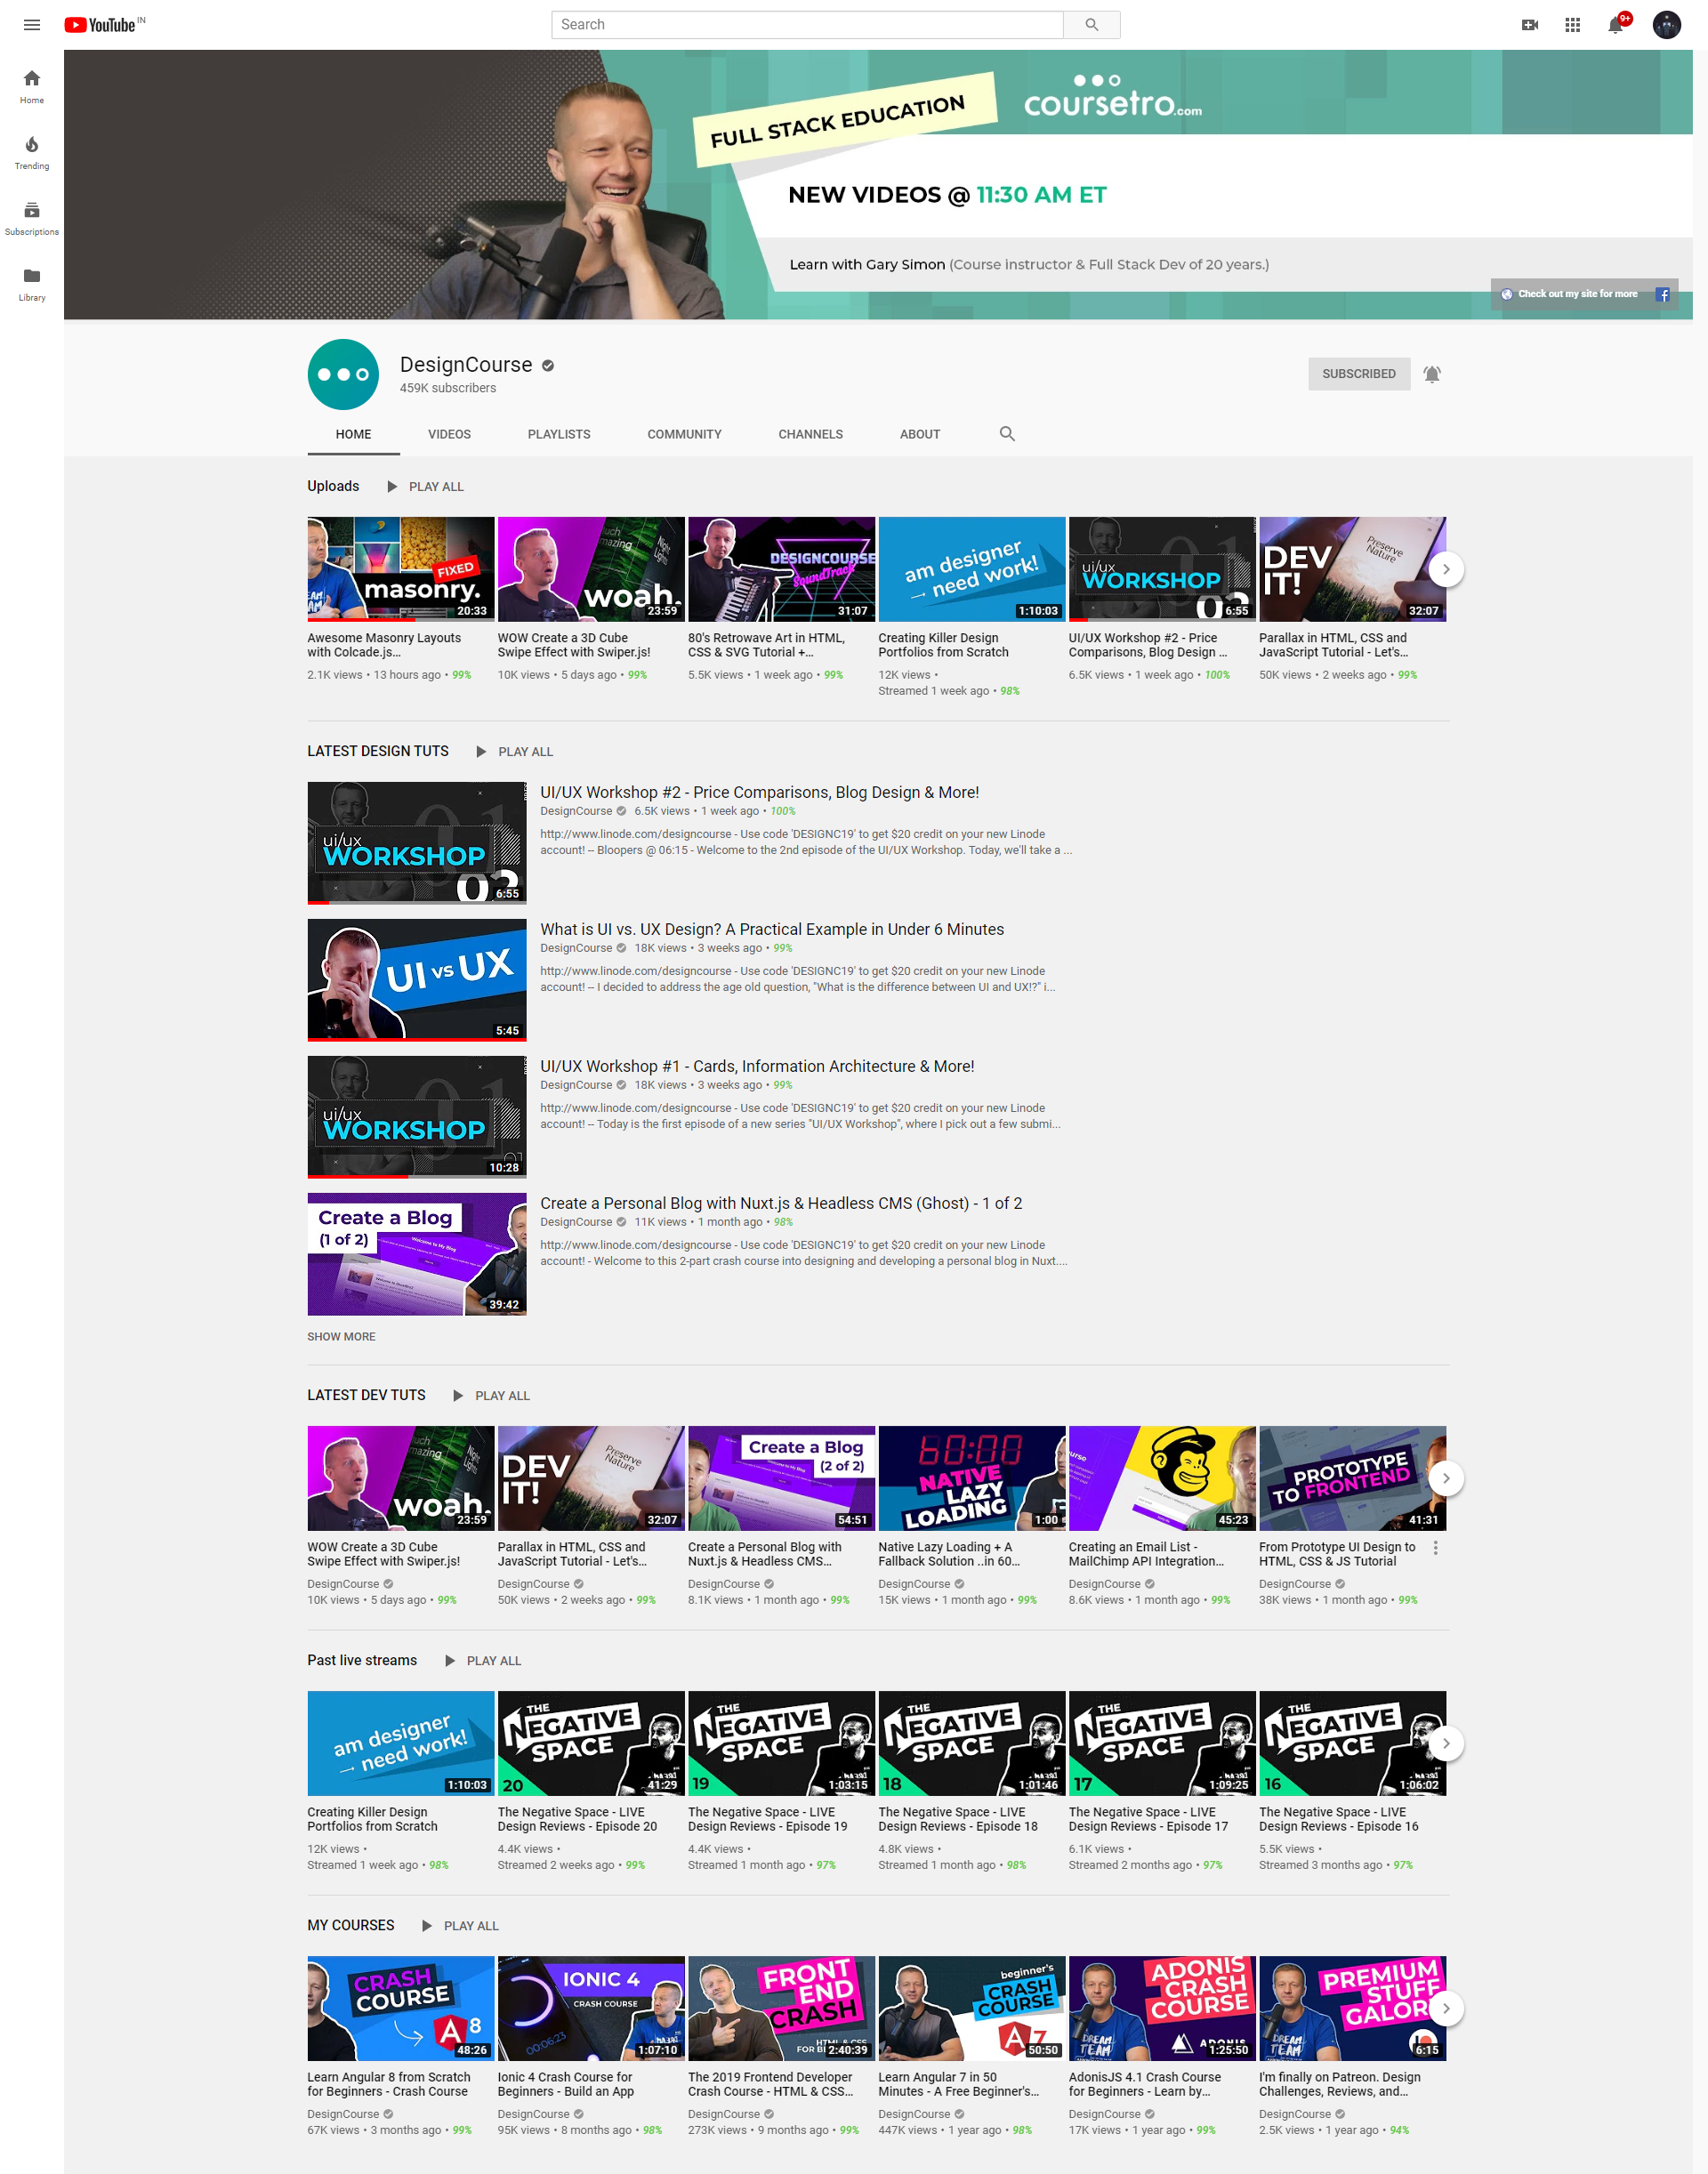 YouTube IN
Search
9+
Home
Trending
Subscriptions
Library
FULL STACK EDUCATION
coursetro.com
NEW VIDEOS @ 11:30 AM ET
Learn with Gary Simon (Course instructor & Full Stack Dev of 20 years.)
Check out my site for more
DesignCourse
459K subscribers
SUBSCRIBED
HOME VIDEOS PLAYLISTS COMMUNITY CHANNELS ABOUT
Uploads PLAY ALL
FIXED
masonry.
20:33
Awesome Masonry Layouts
with Colcade.js...
2.1K views • 13 hours ago • 99%
woah.
23:59
WOW Create a 3D Cube
Swipe Effect with Swiper.js!
10K views • 5 days ago • 99%
DESIGNCOURSE
SoundTrack
31:07
80's Retrowave Art in HTML,
CSS & SVG Tutorial +...
5.5K views • 1 week ago • 99%
am designer
→ need work!
1:10:03
Creating Killer Design
Portfolios from Scratch
12K views •
Streamed 1 week ago • 98%
ui/ux
WORKSHOP
6:55
UI/UX Workshop #2 - Price
Comparisons, Blog Design ...
6.5K views • 1 week ago • 100%
DEV
IT!
Preserve
Nature
32:07
Parallax in HTML, CSS and
JavaScript Tutorial - Let's...
50K views • 2 weeks ago • 99%
LATEST DESIGN TUTS PLAY ALL
ui/ux
WORKSHOP
02
6:55
UI/UX Workshop #2 - Price Comparisons, Blog Design & More!
DesignCourse 6.5K views • 1 week ago • 100%
http://www.linode.com/designcourse - Use code 'DESIGNC19' to get $20 credit on your new Linode
account! -- Bloopers @ 06:15 - Welcome to the 2nd episode of the UI/UX Workshop. Today, we'll take a ...
UI vs UX
5:45
What is UI vs. UX Design? A Practical Example in Under 6 Minutes
DesignCourse 18K views • 3 weeks ago • 99%
http://www.linode.com/designcourse - Use code 'DESIGNC19' to get $20 credit on your new Linode
account! -- I decided to address the age old question, "What is the difference between UI and UX!?" i...
ui/ux
WORKSHOP
10:28
UI/UX Workshop #1 - Cards, Information Architecture & More!
DesignCourse 18K views • 3 weeks ago • 99%
http://www.linode.com/designcourse - Use code 'DESIGNC19' to get $20 credit on your new Linode
account! -- Today is the first episode of a new series "UI/UX Workshop", where I pick out a few submi...
Create a Blog
(1 of 2)
Welcome to My Blog
39:42
Create a Personal Blog with Nuxt.js & Headless CMS (Ghost) - 1 of 2
DesignCourse 11K views • 1 month ago • 98%
http://www.linode.com/designcourse - Use code 'DESIGNC19' to get $20 credit on your new Linode
account! - Welcome to this 2-part crash course into designing and developing a personal blog in Nuxt....
SHOW MORE
LATEST DEV TUTS PLAY ALL
woah.
23:59
WOW Create a 3D Cube
Swipe Effect with Swiper.js!
DesignCourse
10K views • 5 days ago • 99%
DEV
IT!
Preserve
Nature
32:07
Parallax in HTML, CSS and
JavaScript Tutorial - Let's...
DesignCourse
50K views • 2 weeks ago • 99%
Create a Blog
(2 of 2)
54:51
Create a Personal Blog with
Nuxt.js & Headless CMS...
DesignCourse
8.1K views • 1 month ago • 99%
60:00
NATIVE
LAZY
LOADING
1:00
Native Lazy Loading + A
Fallback Solution ..in 60...
DesignCourse
15K views • 1 month ago • 99%
45:23
Creating an Email List -
MailChimp API Integration...
DesignCourse
8.6K views • 1 month ago • 99%
PROTOTYPE
TO FRONTEND
41:31
From Prototype UI Design to
HTML, CSS & JS Tutorial
DesignCourse
38K views • 1 month ago • 99%
Past live streams PLAY ALL
am designer
→ need work!
1:10:03
Creating Killer Design
Portfolios from Scratch
12K views •
Streamed 1 week ago • 98%
THE
NEGATIVE
SPACE
20
41:29
The Negative Space - LIVE
Design Reviews - Episode 20
4.4K views •
Streamed 2 weeks ago • 99%
THE
NEGATIVE
SPACE
19
1:03:15
The Negative Space - LIVE
Design Reviews - Episode 19
4.4K views •
Streamed 1 month ago • 97%
THE
NEGATIVE
SPACE
18
1:01:46
The Negative Space - LIVE
Design Reviews - Episode 18
4.8K views •
Streamed 1 month ago • 98%
THE
NEGATIVE
SPACE
17
1:09:25
The Negative Space - LIVE
Design Reviews - Episode 17
6.1K views •
Streamed 2 months ago • 97%
THE
NEGATIVE
SPACE
16
1:06:02
The Negative Space - LIVE
Design Reviews - Episode 16
5.5K views •
Streamed 3 months ago • 97%
MY COURSES PLAY ALL
CRASH
COURSE
A 8
48:26
Learn Angular 8 from Scratch
for Beginners - Crash Course
DesignCourse
67K views • 3 months ago • 99%
IONIC 4
CRASH COURSE
00:06.23
1:07:10
Ionic 4 Crash Course for
Beginners - Build an App
DesignCourse
95K views • 8 months ago • 98%
FRONT
END
CRASH
2:40:39
The 2019 Frontend Developer
Crash Course - HTML & CSS...
DesignCourse
273K views • 9 months ago • 99%
beginner's
CRASH
COURSE
A 7
50:50
Learn Angular 7 in 50
Minutes - A Free Beginner's...
DesignCourse
447K views • 1 year ago • 98%
ADONIS
CRASH
COURSE
DREAM
TEAM
ADONIS
1:25:50
AdonisJS 4.1 Crash Course
for Beginners - Learn by...
DesignCourse
17K views • 1 year ago • 99%
PREMIUM
STUFF
GALOR
DREAM
TEAM
6:15
I'm finally on Patreon. Design
Challenges, Reviews, and...
DesignCourse
2.5K views • 1 year ago • 94%